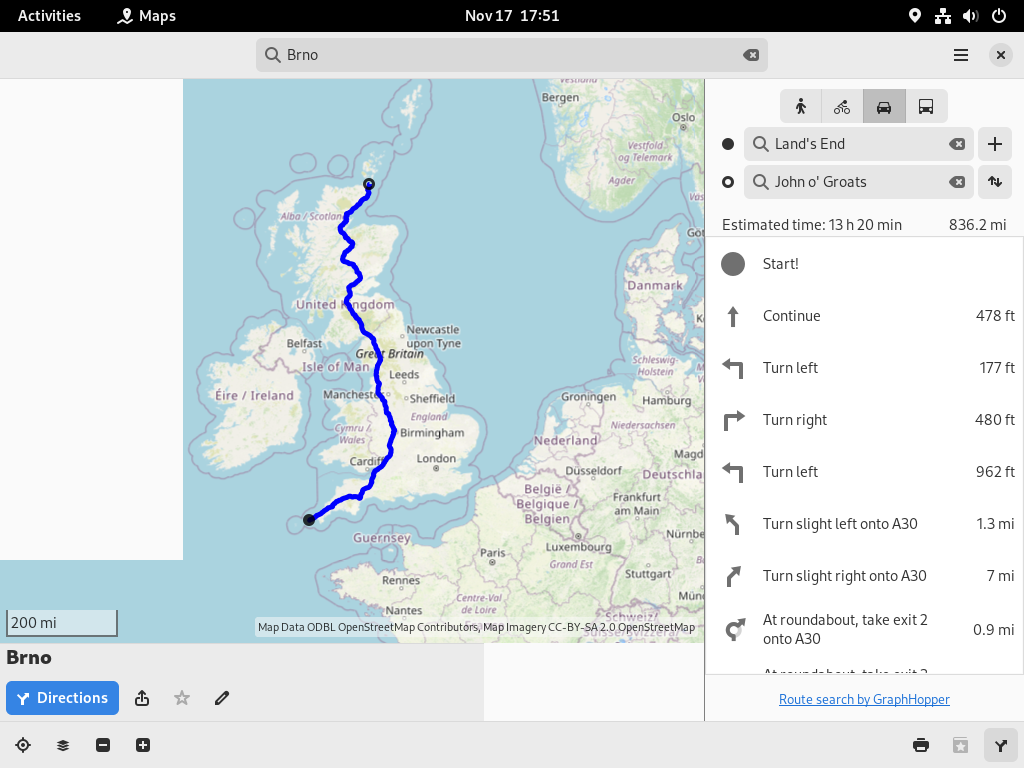 Activities
Maps
Nov 17 17:51
Brno
Bergen
Oslo
Vestfold
og Telemark
Agder
Alba / Scotland
Danmark
United Kingdom
Newcastle
upon Tyne
Belfast
Great Britain
Isle of Man
Leeds
Schleswig-
Holstein
Éire / Ireland
Manchester
Sheffield
Groningen
Hamburg
England
Niedersachsen
Cymru /
Wales
Birmingham
Nederland
Cardiff
London
Düsseldorf
Deutschla
België /
Belgique /
Belgien
Frankfurt
am Main
Guernsey
Luxembourg
Paris
Grand Est
Stuttgart
Rennes
Centre-Val
de Loire
Nantes
200 mi
Map Data ODBL OpenStreetMap Contributors, Map Imagery CC-BY-SA 2.0 OpenStreetMap
Brno
Directions
Land's End
John o' Groats
Estimated time: 13 h 20 min 836.2 mi
Start!
Continue 478 ft
Turn left 177 ft
Turn right 480 ft
Turn left 962 ft
Turn slight left onto A30 1.3 mi
Turn slight right onto A30 7 mi
At roundabout, take exit 2
onto A30 0.9 mi
At roundabout, take exit 2
Route search by GraphHopper